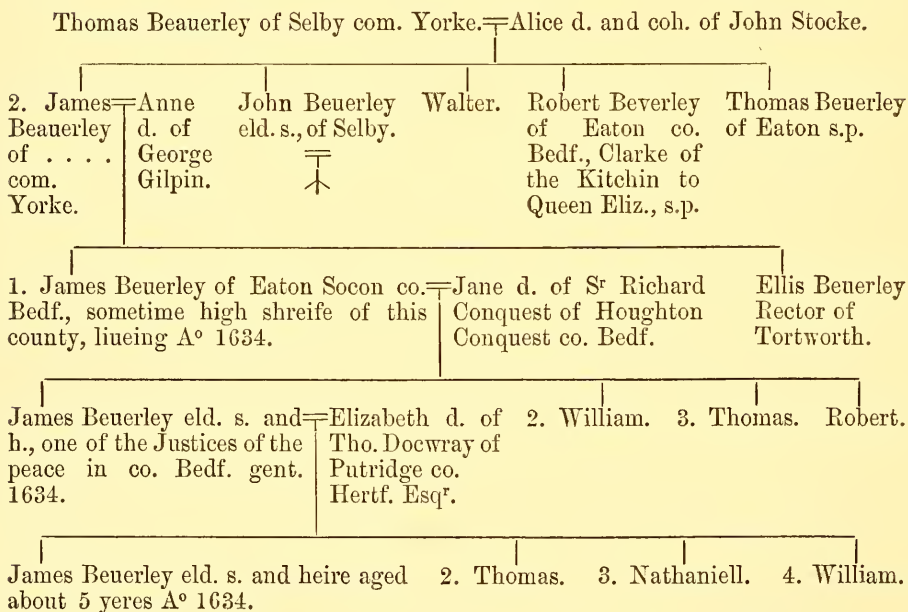 Thomas Beauerley of Selby com. Yorke.=Alice d. and coh. of John Stocke.
2. James=Anne
Beauerley d. of
of . . . . George
com. Gilpin.
Yorke.
John Beuerley
eld. s., of Selby.
Walter.
Robert Beverley
of Eaton co.
Bedf., Clarke of
the Kitchin to
Queen Eliz., s.p.
Thomas Beuerley
of Eaton s.p.
1. James Beuerley of Eaton Socon co.=Jane d. of Sʳ Richard
Bedf., sometime high shreife of this Conquest of Houghton
county, liueing Aº 1634. Conquest co. Bedf.
Ellis Beuerley
Rector of
Tortworth.
James Beuerley eld. s. and=Elizabeth d. of
h., one of the Justices of the Tho. Docwray of
peace in co. Bedf. gent. Putridge co.
1634. Hertf. Esqʳ.
2. William. 3. Thomas. Robert.
James Beuerley eld. s. and heire aged
about 5 yeres Aº 1634.
2. Thomas. 3. Nathaniell. 4. William.